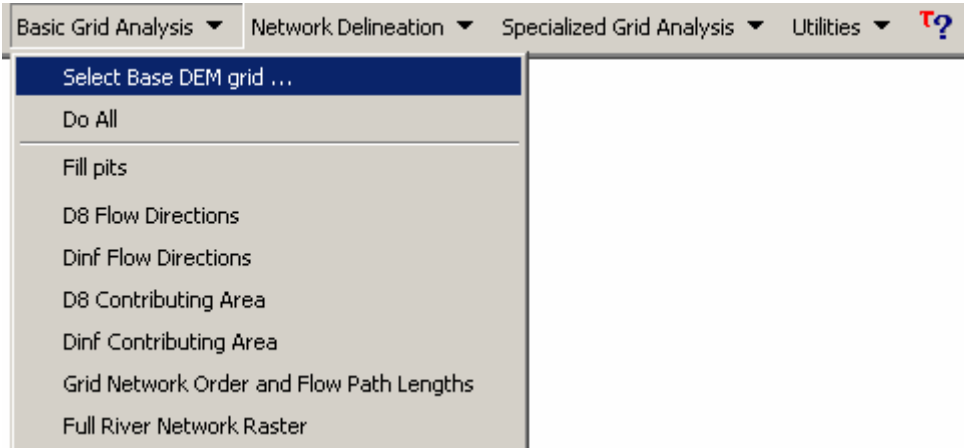 Basic Grid Analysis Network Delineation Specialized Grid Analysis Utilities T?
Select Base DEM grid ...
Do All
Fill pits
D8 Flow Directions
Dinf Flow Directions
D8 Contributing Area
Dinf Contributing Area
Grid Network Order and Flow Path Lengths
Full River Network Raster